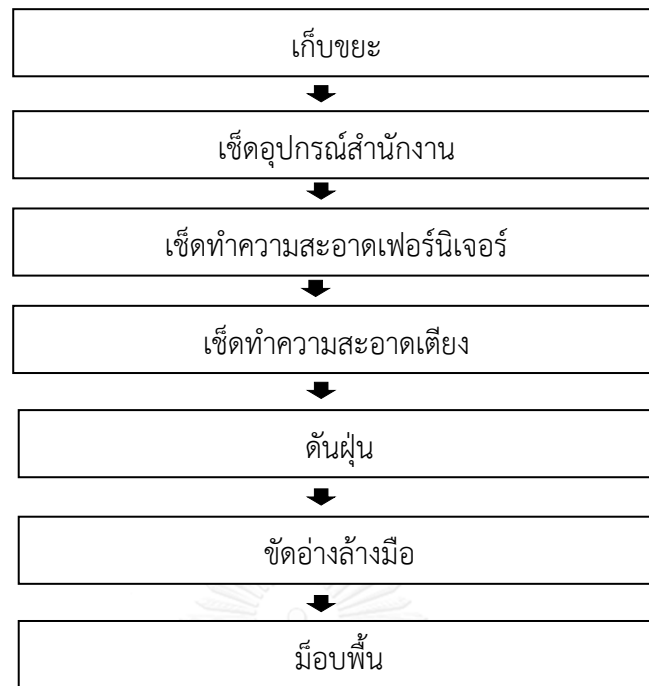 เก็บขยะ
เช็ดอุปกรณ์สำนักงาน
เช็ดทำความสะอาดเฟอร์นิเจอร์
เช็ดทำความสะอาดเตียง
ดันฝุ่น
ขัดอ่างล้างมือ
ม็อบพื้น